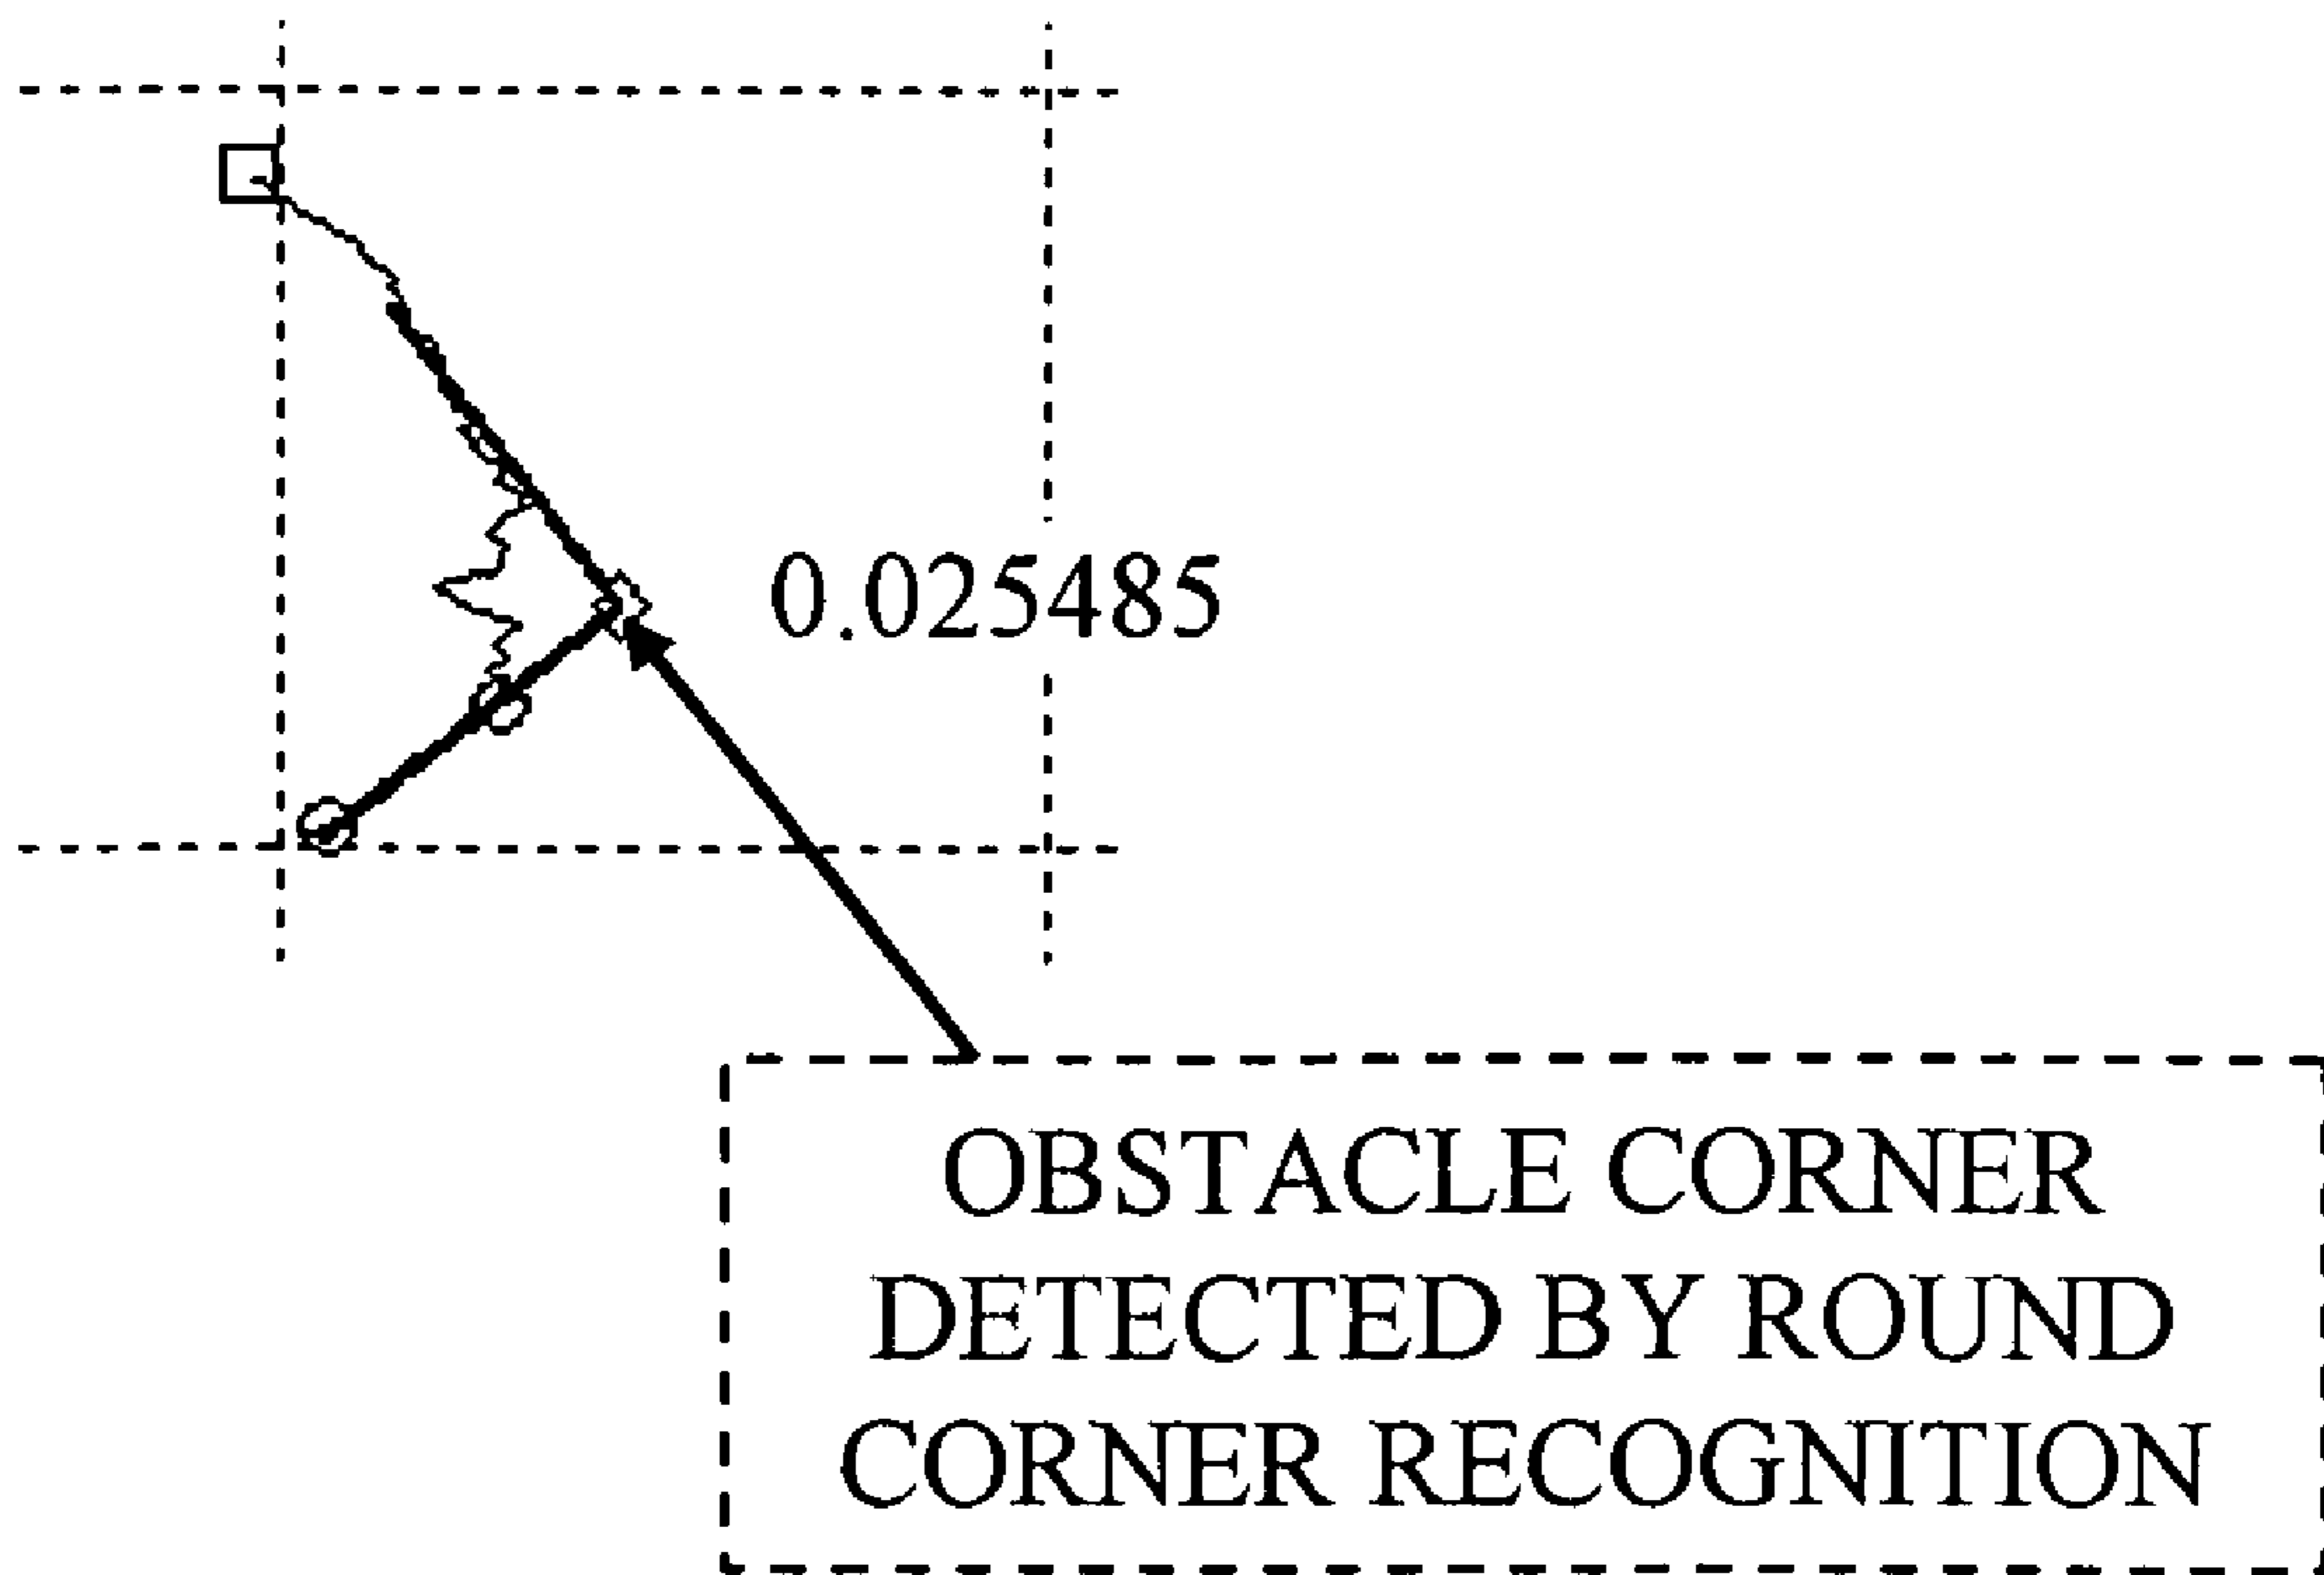 0.025485
OBSTACLE CORNER
DETECTED BY ROUND
CORNER RECOGNITION